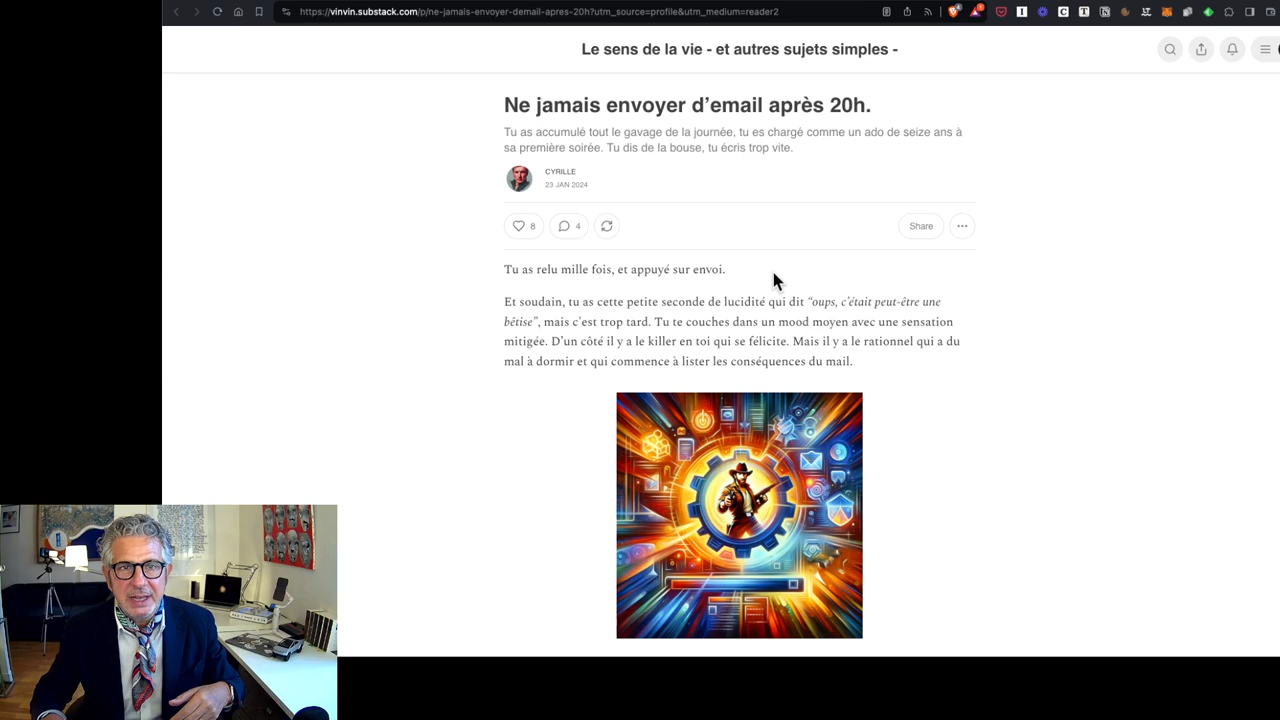 https://vinvin.substack.com/p/ne-jamais-envoyer-demail-apres-20h?utm_source=profile&utm_medium=reader2
Le sens de la vie - et autres sujets simples -
Ne jamais envoyer d’email après 20h.
Tu as accumulé tout le gavage de la journée, tu es chargé comme un ado de seize ans à
sa première soirée. Tu dis de la bouse, tu écris trop vite.
CYRILLE
23 JAN 2024
8
4
Share
Tu as relu mille fois, et appuyé sur envoi.
Et soudain, tu as cette petite seconde de lucidité qui dit “oups, c’était peut-être une
bêtise”, mais c'est trop tard. Tu te couches dans un mood moyen avec une sensation
mitigée. D’un côté il y a le killer en toi qui se félicite. Mais il y a le rationnel qui a du
mal à dormir et qui commence à lister les conséquences du mail.